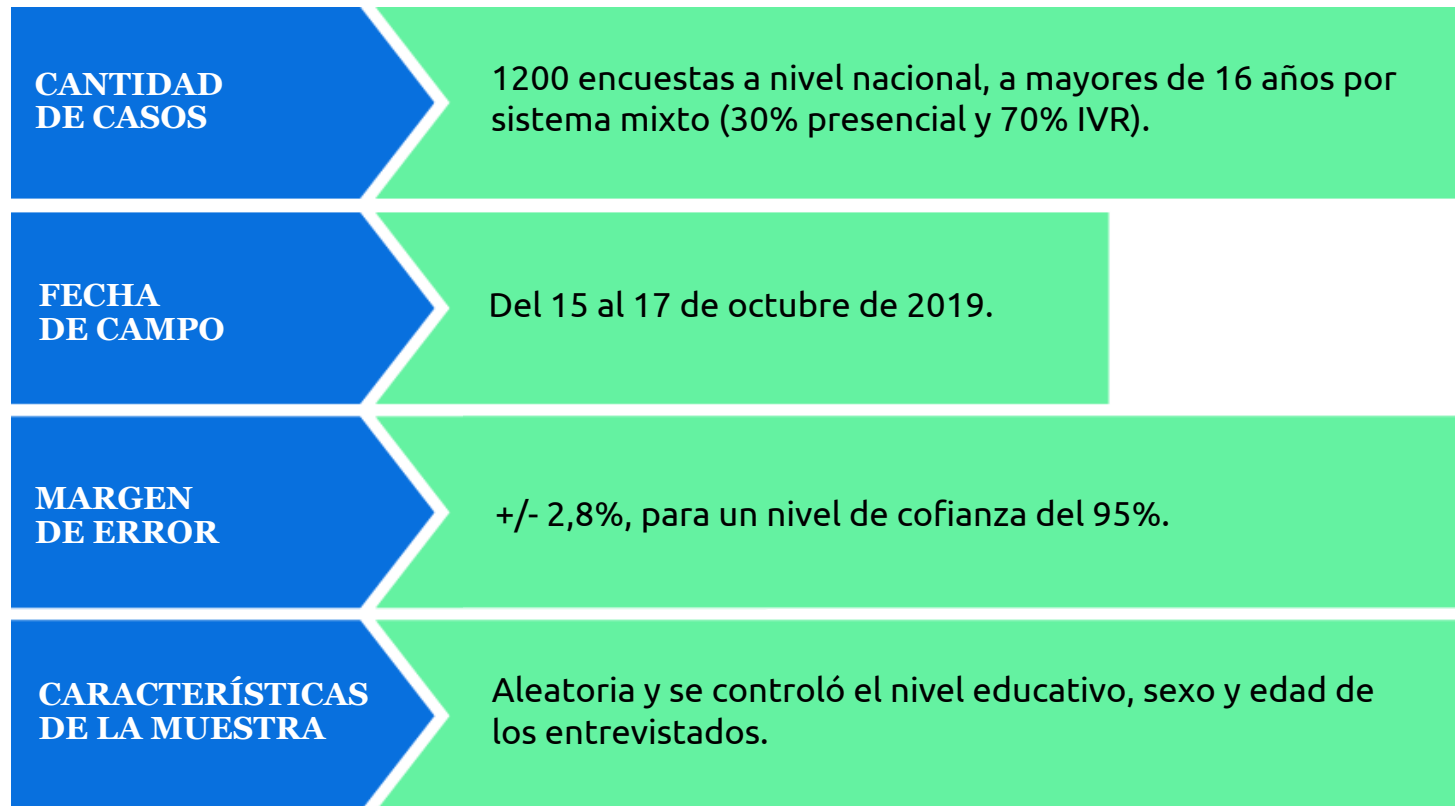 CANTIDAD
DE CASOS
1200 encuestas a nivel nacional, a mayores de 16 años por
sistema mixto (30% presencial y 70% IVR).
FECHA
DE CAMPO
Del 15 al 17 de octubre de 2019.
MARGEN
DE ERROR
+/- 2,8%, para un nivel de cofianza del 95%.
CARACTERÍSTICAS
DE LA MUESTRA
Aleatoria y se controló el nivel educativo, sexo y edad de
los entrevistados.